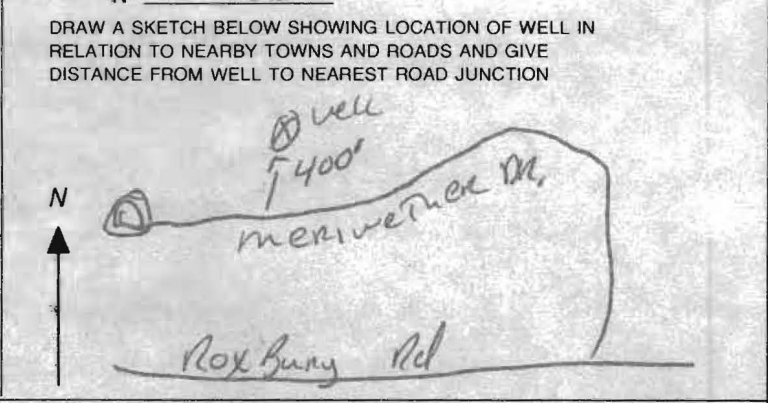 DRAW A SKETCH BELOW SHOWING LOCATION OF WELL IN
RELATION TO NEARBY TOWNS AND ROADS AND GIVE
DISTANCE FROM WELL TO NEAREST ROAD JUNCTION
well
400'
N
MERIWETHER DR.
RoxBury Rd